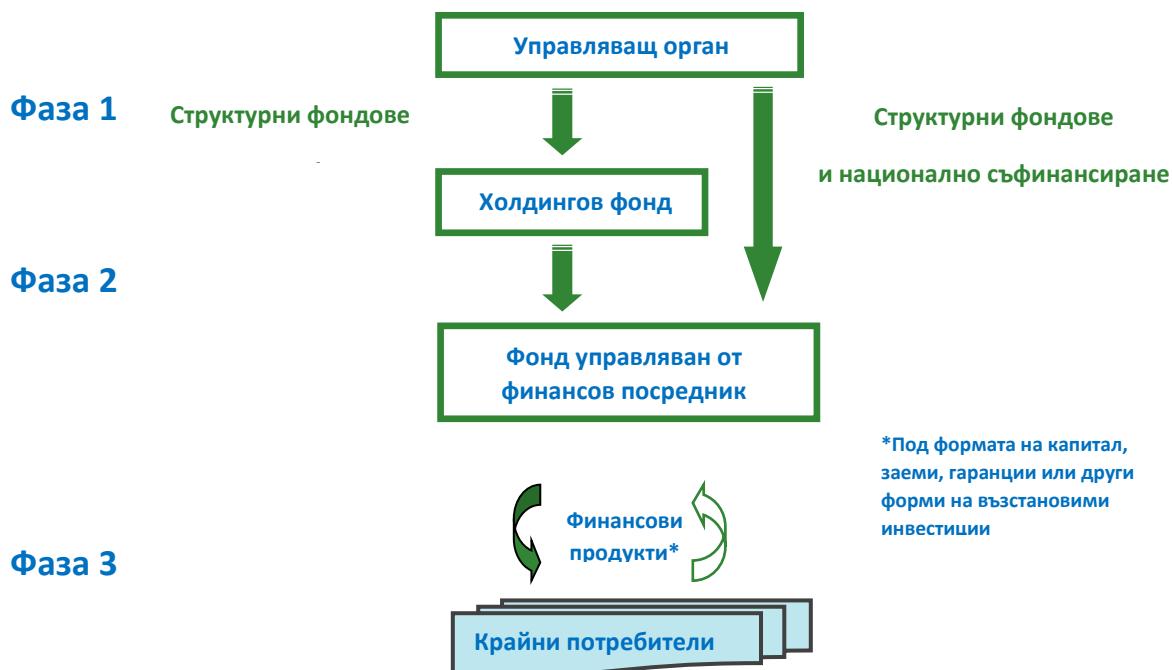 Управляващ орган
Фаза 1
Структурни фондове
Структурни фондове
и национално съфинансиране
Холдингов фонд
Фаза 2
Фонд управляван от
финансов посредник
*Под формата на капитал,
заеми, гаранции или други
форми на възстановими
инвестиции
Финансови
продукти*
Фаза 3
Крайни потребители